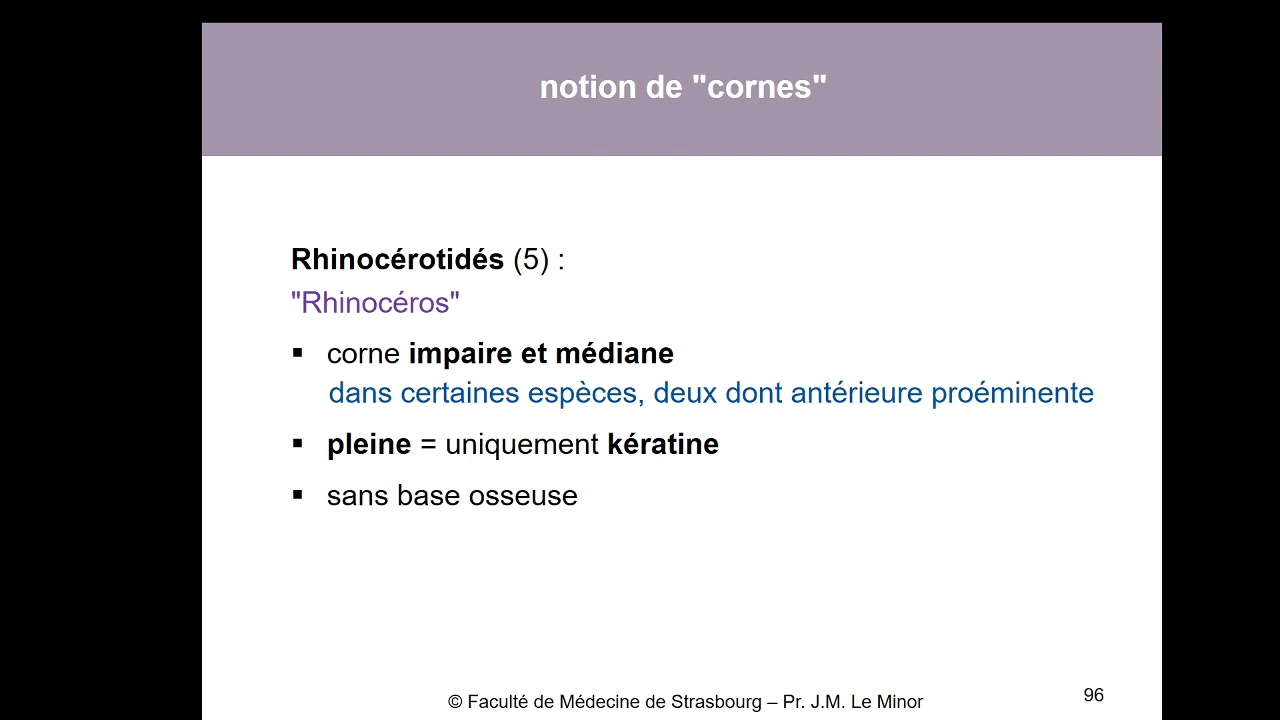 notion de "cornes"
Rhinocérotidés (5) :
"Rhinocéros"
▪ corne impaire et médiane
dans certaines espèces, deux dont antérieure proéminente
▪ pleine = uniquement kératine
▪ sans base osseuse
© Faculté de Médecine de Strasbourg – Pr. J.M. Le Minor
96